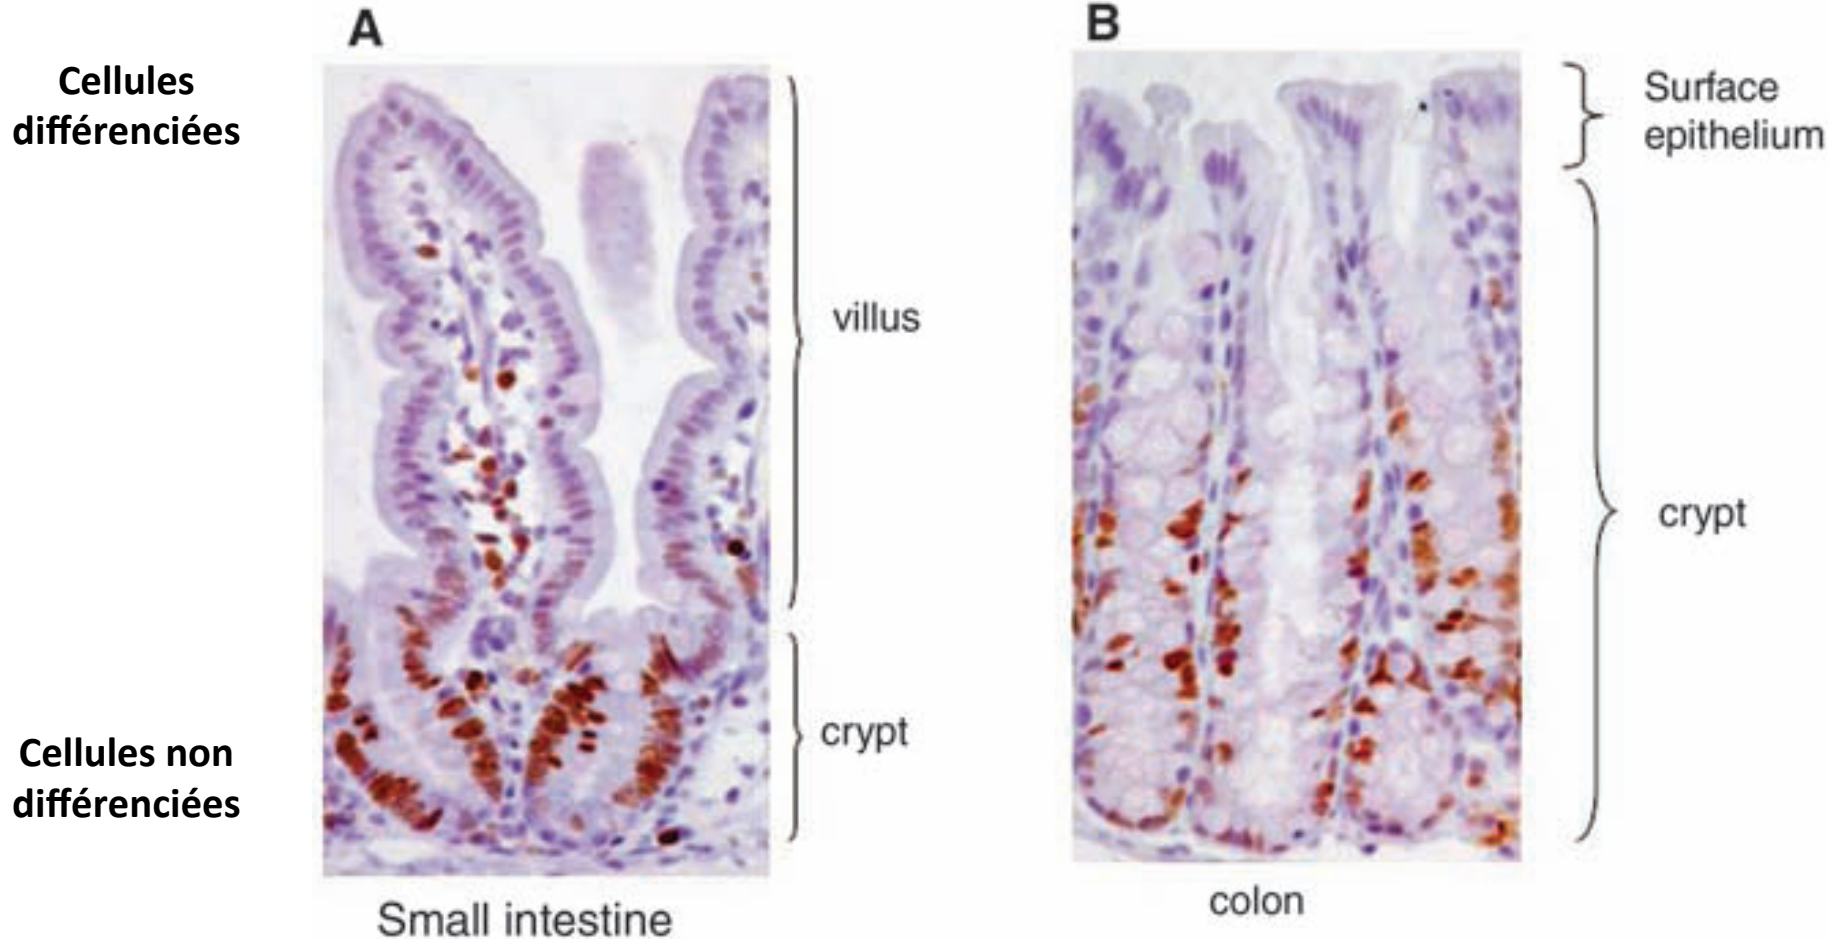 A
B
Cellules
différenciées
Surface
epithelium
villus
crypt
crypt
Cellules non
différenciées
Small intestine
colon